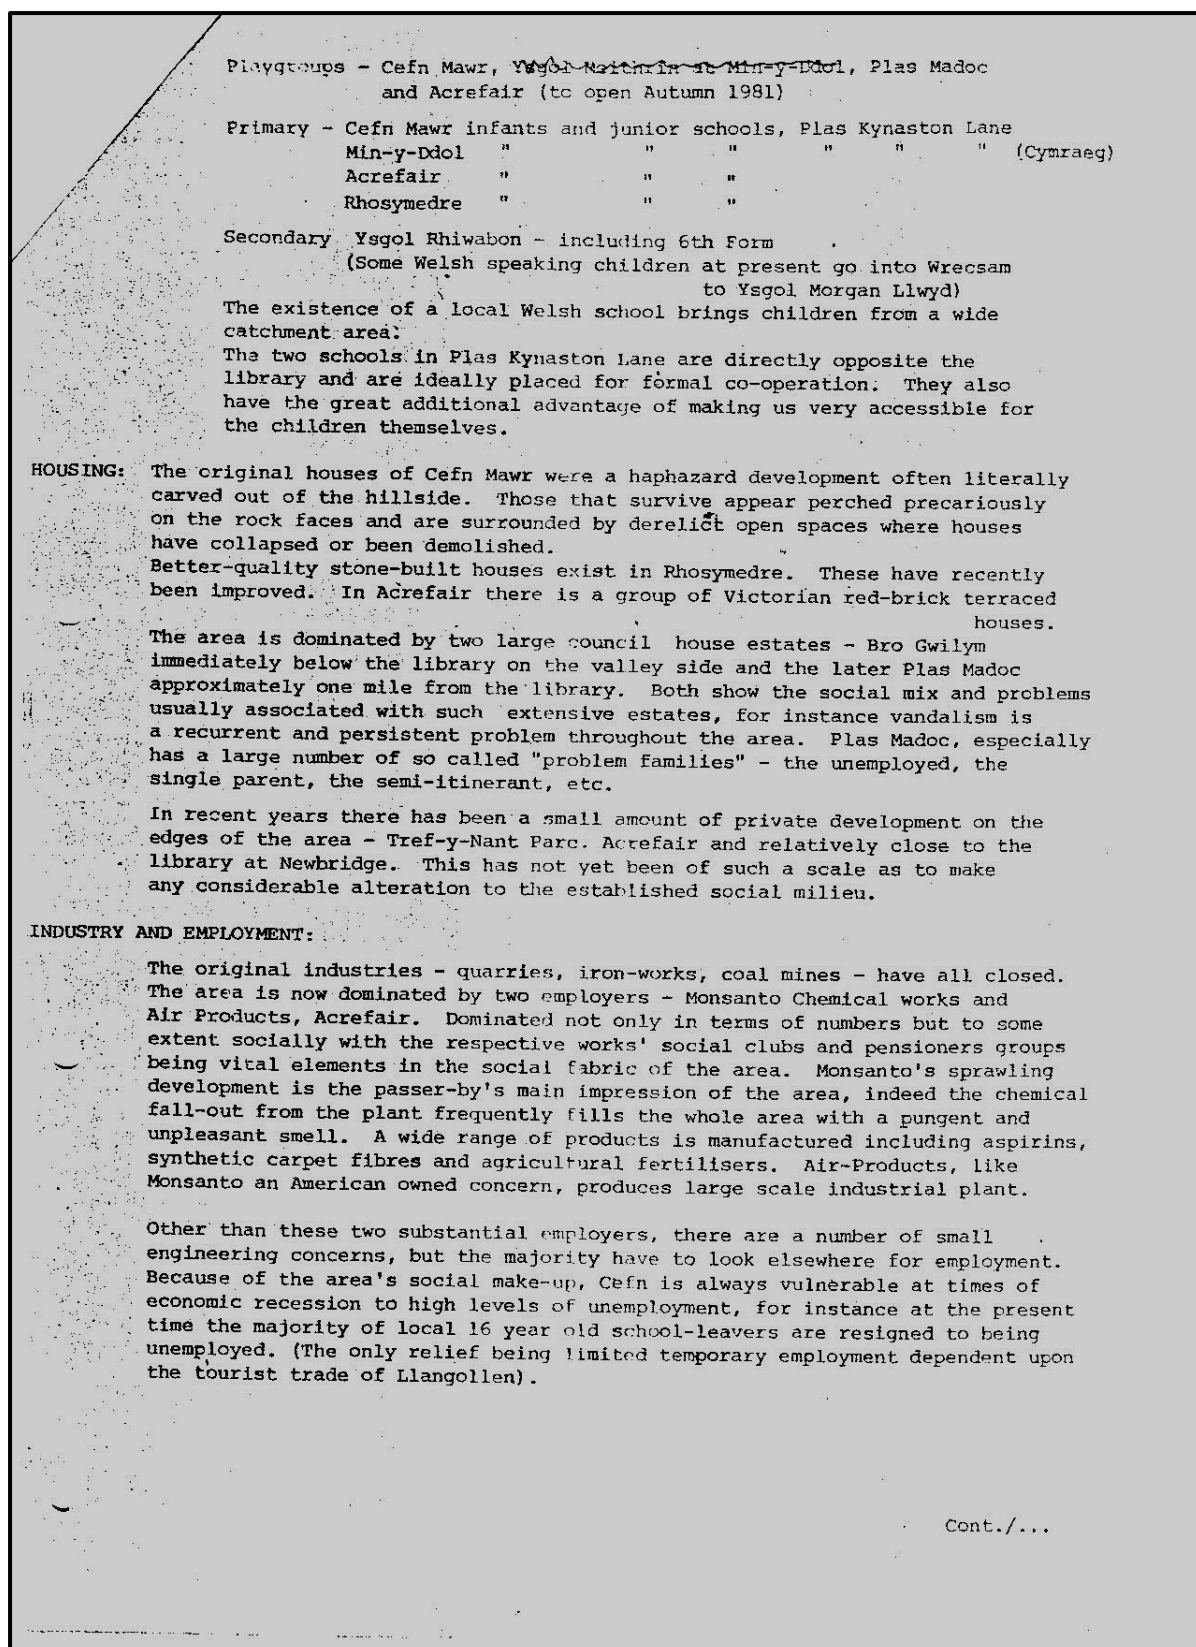 Playgroups - Cefn Mawr, Ysgol Meithrin at Min-y-Ddol, Plas Madoc
and Acrefair (to open Autumn 1981)
Primary - Cefn Mawr infants and junior schools, Plas Kynaston Lane
Min-y-Ddol " " " " " " (Cymraeg)
Acrefair " " "
Rhosymedre " " "
Secondary Ysgol Rhiwabon - including 6th Form
(Some Welsh speaking children at present go into Wrecsam
to Ysgol Morgan Llwyd)
The existence of a local Welsh school brings children from a wide
catchment area.
The two schools in Plas Kynaston Lane are directly opposite the
library and are ideally placed for formal co-operation. They also
have the great additional advantage of making us very accessible for
the children themselves.
HOUSING: The original houses of Cefn Mawr were a haphazard development often literally
carved out of the hillside. Those that survive appear perched precariously
on the rock faces and are surrounded by derelict open spaces where houses
have collapsed or been demolished.
Better-quality stone-built houses exist in Rhosymedre. These have recently
been improved. In Acrefair there is a group of Victorian red-brick terraced
houses.
The area is dominated by two large council house estates - Bro Gwilym
immediately below the library on the valley side and the later Plas Madoc
approximately one mile from the library. Both show the social mix and problems
usually associated with such extensive estates, for instance vandalism is
a recurrent and persistent problem throughout the area. Plas Madoc, especially
has a large number of so called "problem families" - the unemployed, the
single parent, the semi-itinerant, etc.
In recent years there has been a small amount of private development on the
edges of the area - Tref-y-Nant Parc. Acrefair and relatively close to the
library at Newbridge. This has not yet been of such a scale as to make
any considerable alteration to the established social milieu.
INDUSTRY AND EMPLOYMENT:
The original industries - quarries, iron-works, coal mines - have all closed.
The area is now dominated by two employers - Monsanto Chemical works and
Air Products, Acrefair. Dominated not only in terms of numbers but to some
extent socially with the respective works' social clubs and pensioners groups
being vital elements in the social fabric of the area. Monsanto's sprawling
development is the passer-by's main impression of the area, indeed the chemical
fall-out from the plant frequently fills the whole area with a pungent and
unpleasant smell. A wide range of products is manufactured including aspirins,
synthetic carpet fibres and agricultural fertilisers. Air-Products, like
Monsanto an American owned concern, produces large scale industrial plant.
Other than these two substantial employers, there are a number of small
engineering concerns, but the majority have to look elsewhere for employment.
Because of the area's social make-up, Cefn is always vulnerable at times of
economic recession to high levels of unemployment, for instance at the present
time the majority of local 16 year old school-leavers are resigned to being
unemployed. (The only relief being limited temporary employment dependent upon
the tourist trade of Llangollen).
Cont./...